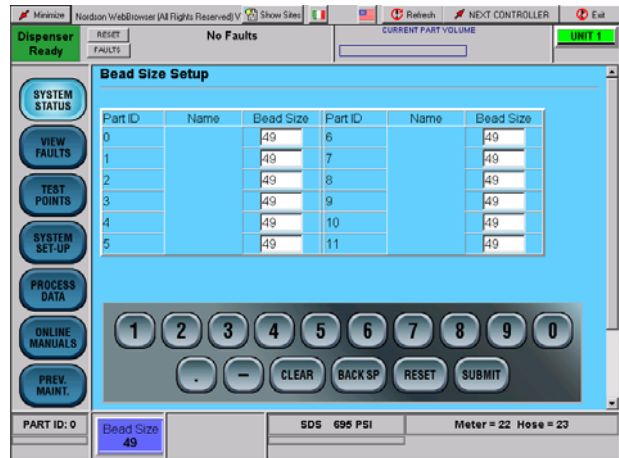 Minimize Nordson WebBrowser (All Rights Reserved) V Show Sites Refresh NEXT CONTROLLER Exit
Dispenser Ready RESET FAULTS No Faults CURRENT PART VOLUME UNIT 1
Bead Size Setup
SYSTEM STATUS
VIEW FAULTS
TEST POINTS
SYSTEM SET-UP
PROCESS DATA
ONLINE MANUALS
PREV. MAINT.
Part ID Name Bead Size Part ID Name Bead Size
0 49 6 49
1 49 7 49
2 49 8 49
3 49 9 49
4 49 10 49
5 49 11 49
1 2 3 4 5 6 7 8 9 0
. - CLEAR BACK SP RESET SUBMIT
PART ID: 0 Bead Size 49 SDS 695 PSI Meter = 22 Hose = 23